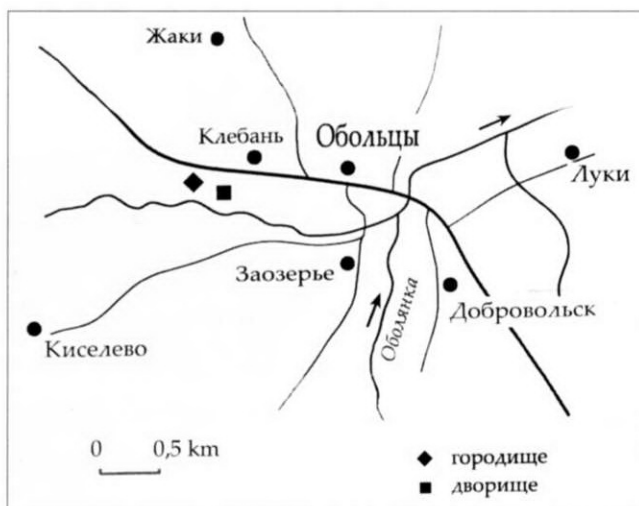 Жаки
Клебань
Обольцы
Луки
Заозерье
Оболянка
Добровольск
Киселево
0 0,5 km
городище
дворище